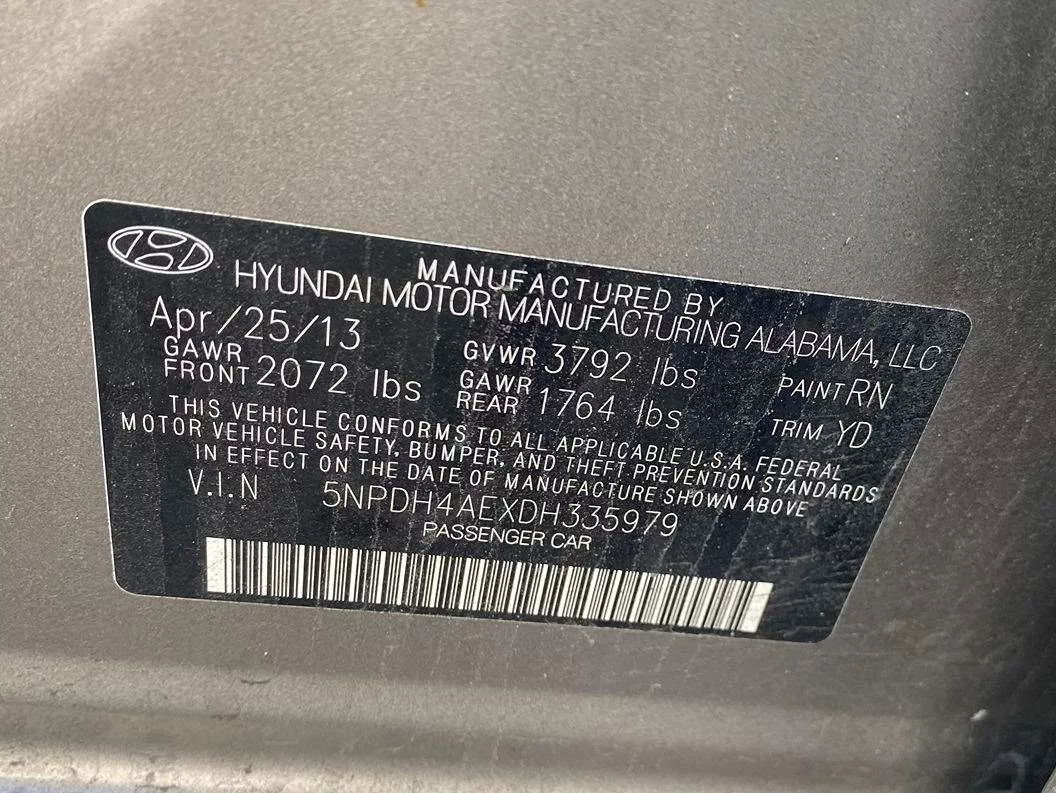 MANUFACTURED BY
HYUNDAI MOTOR MANUFACTURING ALABAMA, LLC
Apr/25/13
GVWR 3792 lbs
PAINT RN
GAWR
FRONT 2072 lbs
GAWR
REAR 1764 lbs
TRIM YD
THIS VEHICLE CONFORMS TO ALL APPLICABLE U.S.A. FEDERAL
MOTOR VEHICLE SAFETY, BUMPER, AND THEFT PREVENTION STANDARDS
IN EFFECT ON THE DATE OF MANUFACTURE SHOWN ABOVE
V.I.N 5NPDH4AEXDH335979
PASSENGER CAR